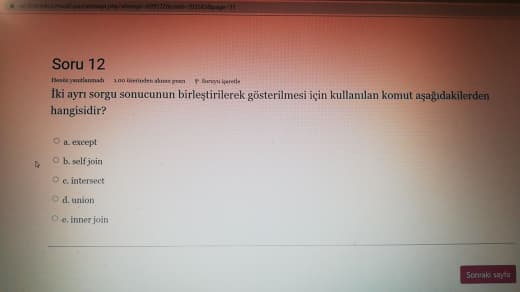 Soru 12
Henüz yanıtlanmadı 1,00 üzerinden alınan puan Soruyu işaretle
İki ayrı sorgu sonucunun birleştirilerek gösterilmesi için kullanılan komut aşağıdakilerden
hangisidir?
a. except
b. self join
c. intersect
d. union
e. inner join
Sonraki sayfa